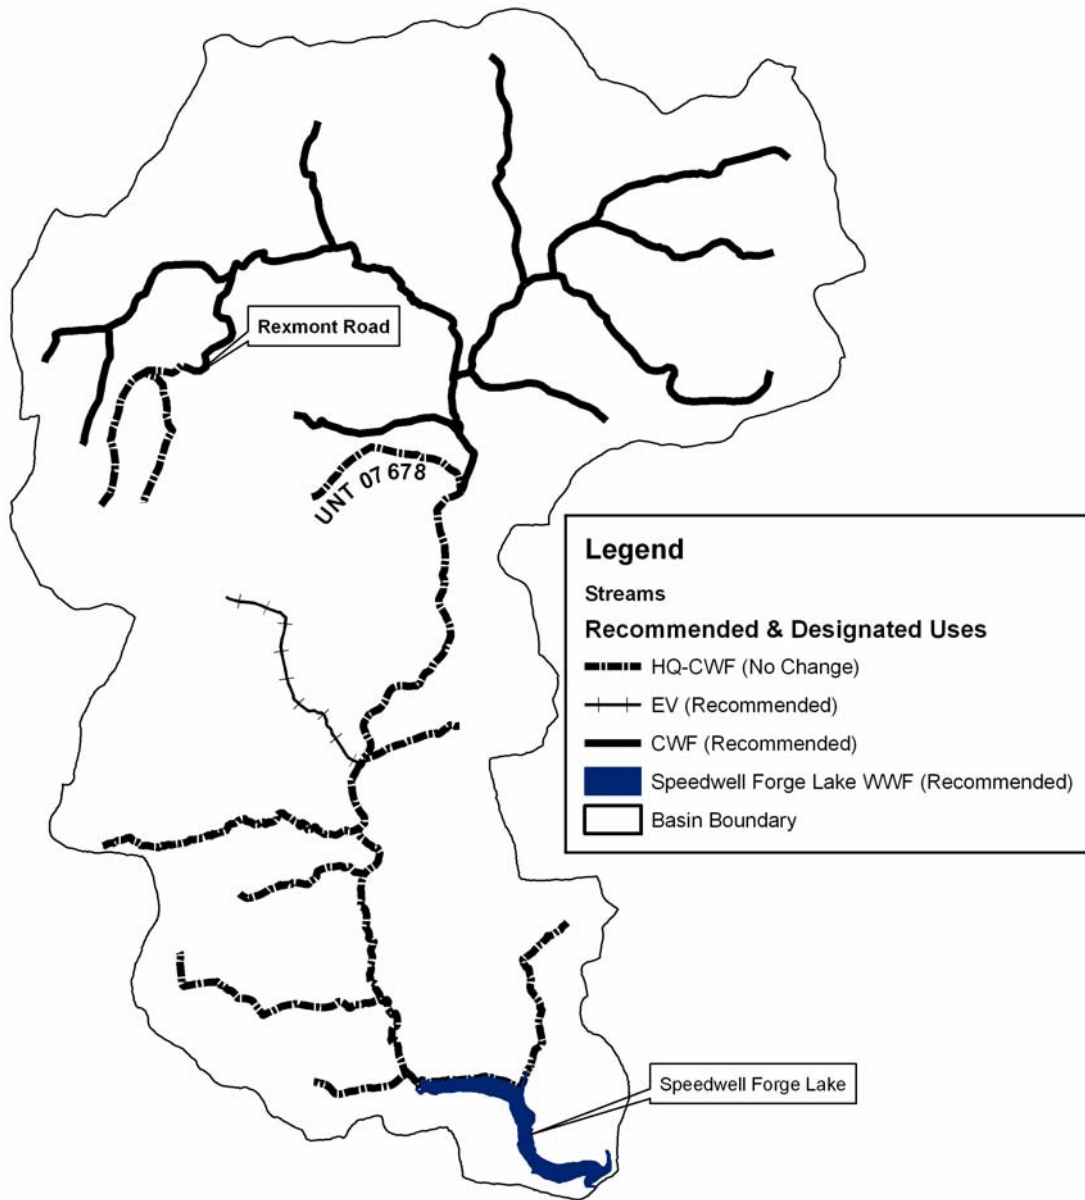 Rexmont Road
UNT 07678
Legend
Streams
Recommended & Designated Uses
HQ-CWF (No Change)
EV (Recommended)
CWF (Recommended)
Speedwell Forge Lake WWF (Recommended)
Basin Boundary
Speedwell Forge Lake